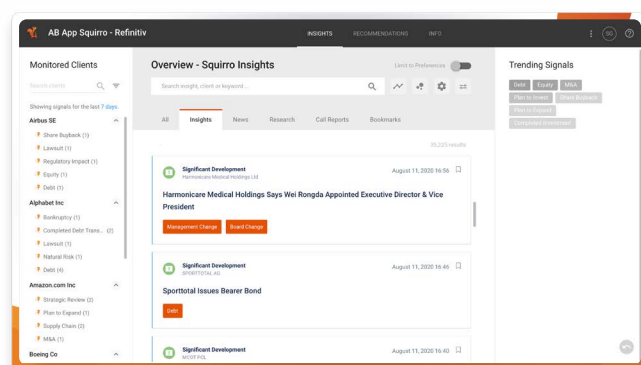 AB App Squirro - Refinitiv
INSIGHTS
RECOMMENDATIONS
INFO
SG
Monitored Clients
Search clients
Showing signals for the last 7 days.
Airbus SE
Share Buyback (1)
Lawsuit (1)
Regulatory Impact (1)
Equity (1)
Debt (1)
Alphabet Inc
Bankruptcy (1)
Completed Debt Trans... (2)
Lawsuit (1)
Natural Risk (1)
Debt (4)
Amazon.com Inc
Strategic Review (2)
Plan to Expand (1)
Supply Chain (2)
M&A (1)
Boeing Co
Overview - Squirro Insights
Limit to Preferences
Search insight, client or keyword ...
All
Insights
News
Research
Call Reports
Bookmarks
results
Significant Development
August 11, 2020 16:56
Harmonicare Medical Holdings Ltd
Harmonicare Medical Holdings Says Wei Rongda Appointed Executive Director & Vice
President
Management Change
Board Change
Significant Development
August 11, 2020 16:46
SPORTTOTAL AG
Sporttotal Issues Bearer Bond
Debt
Significant Development
August 11, 2020 16:40
MCOT PCL
Trending Signals
Debt
Equity
M&A
Plan to Invest
Share Buyback
Plan to Expand
Completed Investment